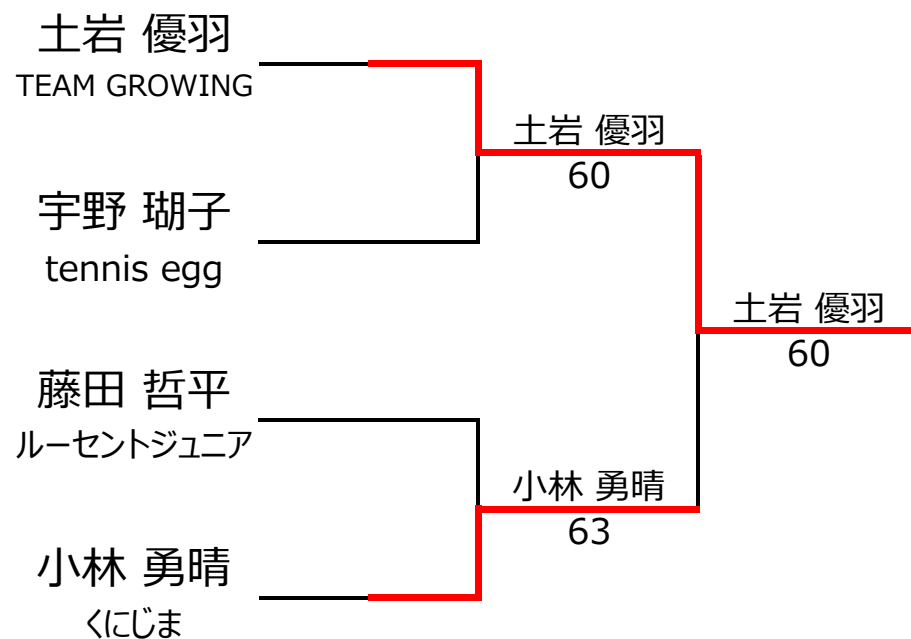 土岩 優羽
TEAM GROWING
宇野 瑚子
tennis egg
藤田 哲平
ルーセントジュニア
小林 勇晴
くにじま
土岩 優羽
60
小林 勇晴
63
土岩 優羽
60